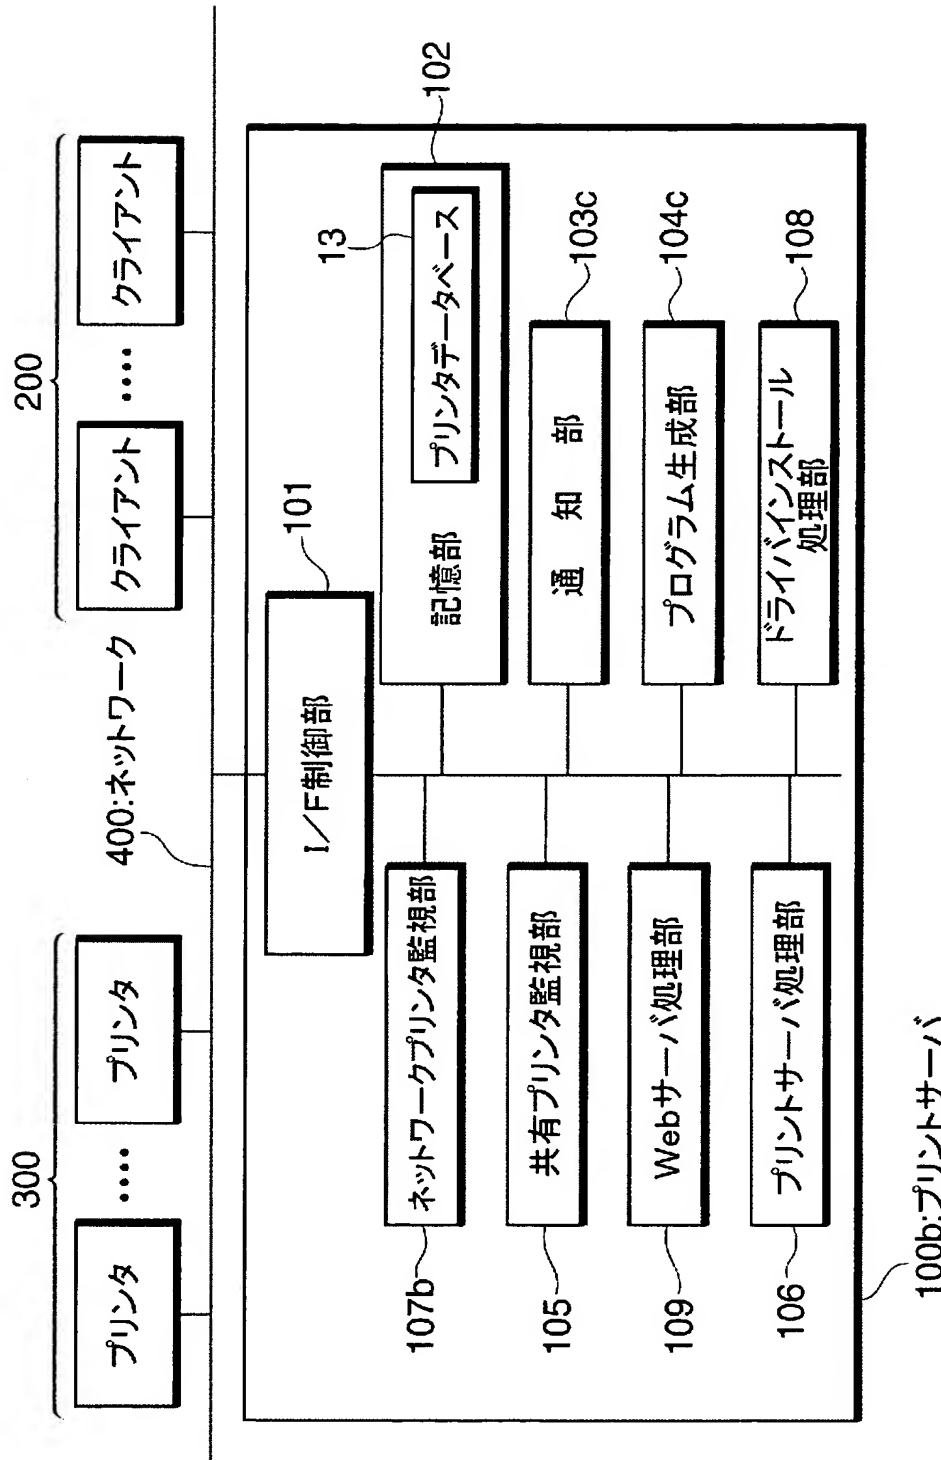 300
プリンタ
‥‥
プリンタ
400:ネットワーク
200
クライアント
‥‥
クライアント
I/F制御部
101
107b
ネットワークプリンタ監視部
105
共有プリンタ監視部
109
Webサーバ処理部
106
プリントサーバ処理部
記憶部
13
プリンタデータベース
102
通知部
103c
プログラム生成部
104c
ドライバインストール
処理部
108
100b:プリントサーバ